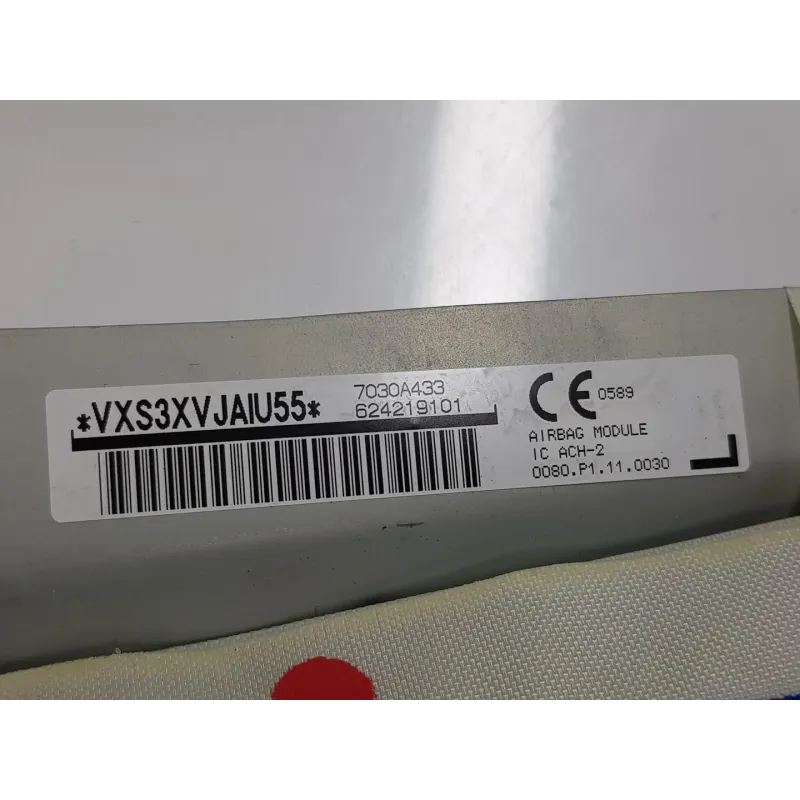 *VXS3XVJAIU55*
7030A433
624219101
CE 0589
AIRBAG MODULE
IC ACH-2
0080.P1.11.0030